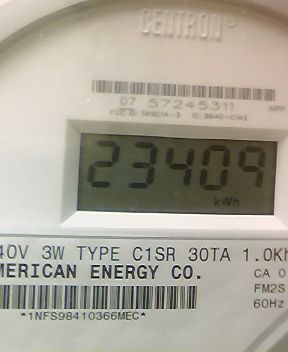 CENTRON®
07 57245311
23409
kWh
40V 3W TYPE C1SR 30TA 1.0Kh
MERICAN ENERGY CO.
CA 0
FM2S
60Hz
*1NFS98410366MEC*